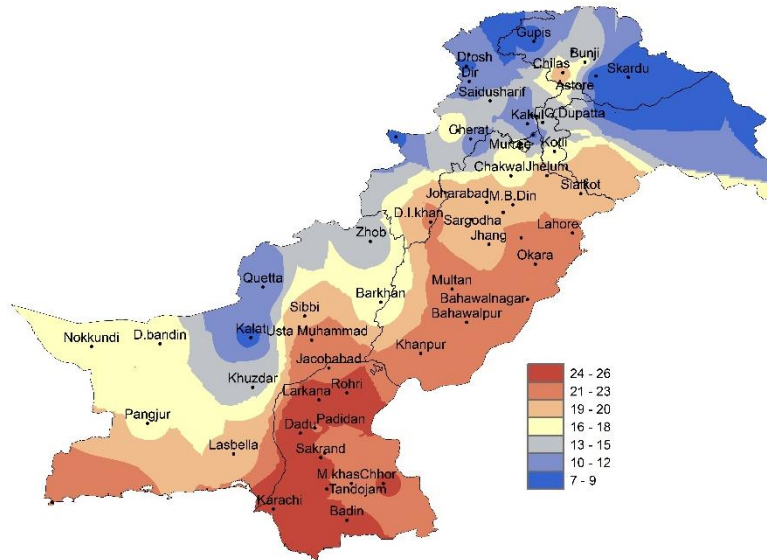 Gupis
Drosh
Bunji
Dir
Chilas
Skardu
Astore
Saidusharif
Kakul
G.Dupatta
Cherat
Murree
Kotli
Chakwal
Jhelum
Sialkot
Joharabad
M.B.Din
D.I.khan
Sargodha
Lahore
Zhob
Jhang
Okara
Quetta
Multan
Barkhan
Bahawalnagar
Sibbi
Bahawalpur
Nokkundi
D.bandin
Kalat
Usta Muhammad
Khanpur
Jacobabad
Khuzdar
Rohri
Larkana
Pangjur
Padidan
Dadu
Lasbella
Sakrand
M.khas
Chhor
Tandojam
Karachi
Badin
24 - 26
21 - 23
19 - 20
16 - 18
13 - 15
10 - 12
7 - 9